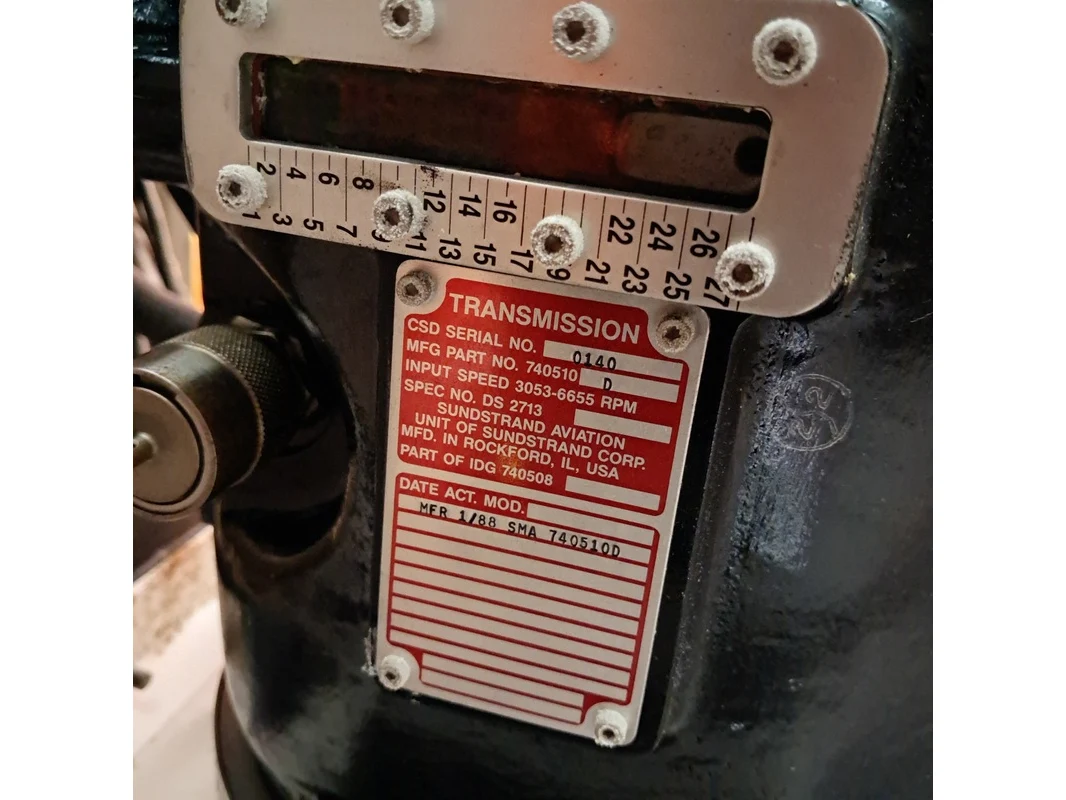 2 4 6 8 12 14 16 22 24 26
1 3 5 7 9 11 13 15 17 19 21 23 25 27
TRANSMISSION
CSD SERIAL NO. 0140
MFG PART NO. 740510 D
INPUT SPEED 3053-6655 RPM
SPEC NO. DS 2713
SUNDSTRAND AVIATION
UNIT OF SUNDSTRAND CORP.
MFD. IN ROCKFORD, IL, USA
PART OF IDG 740508
DATE ACT. MOD.
MFR 1/88 SMA 740510D
212